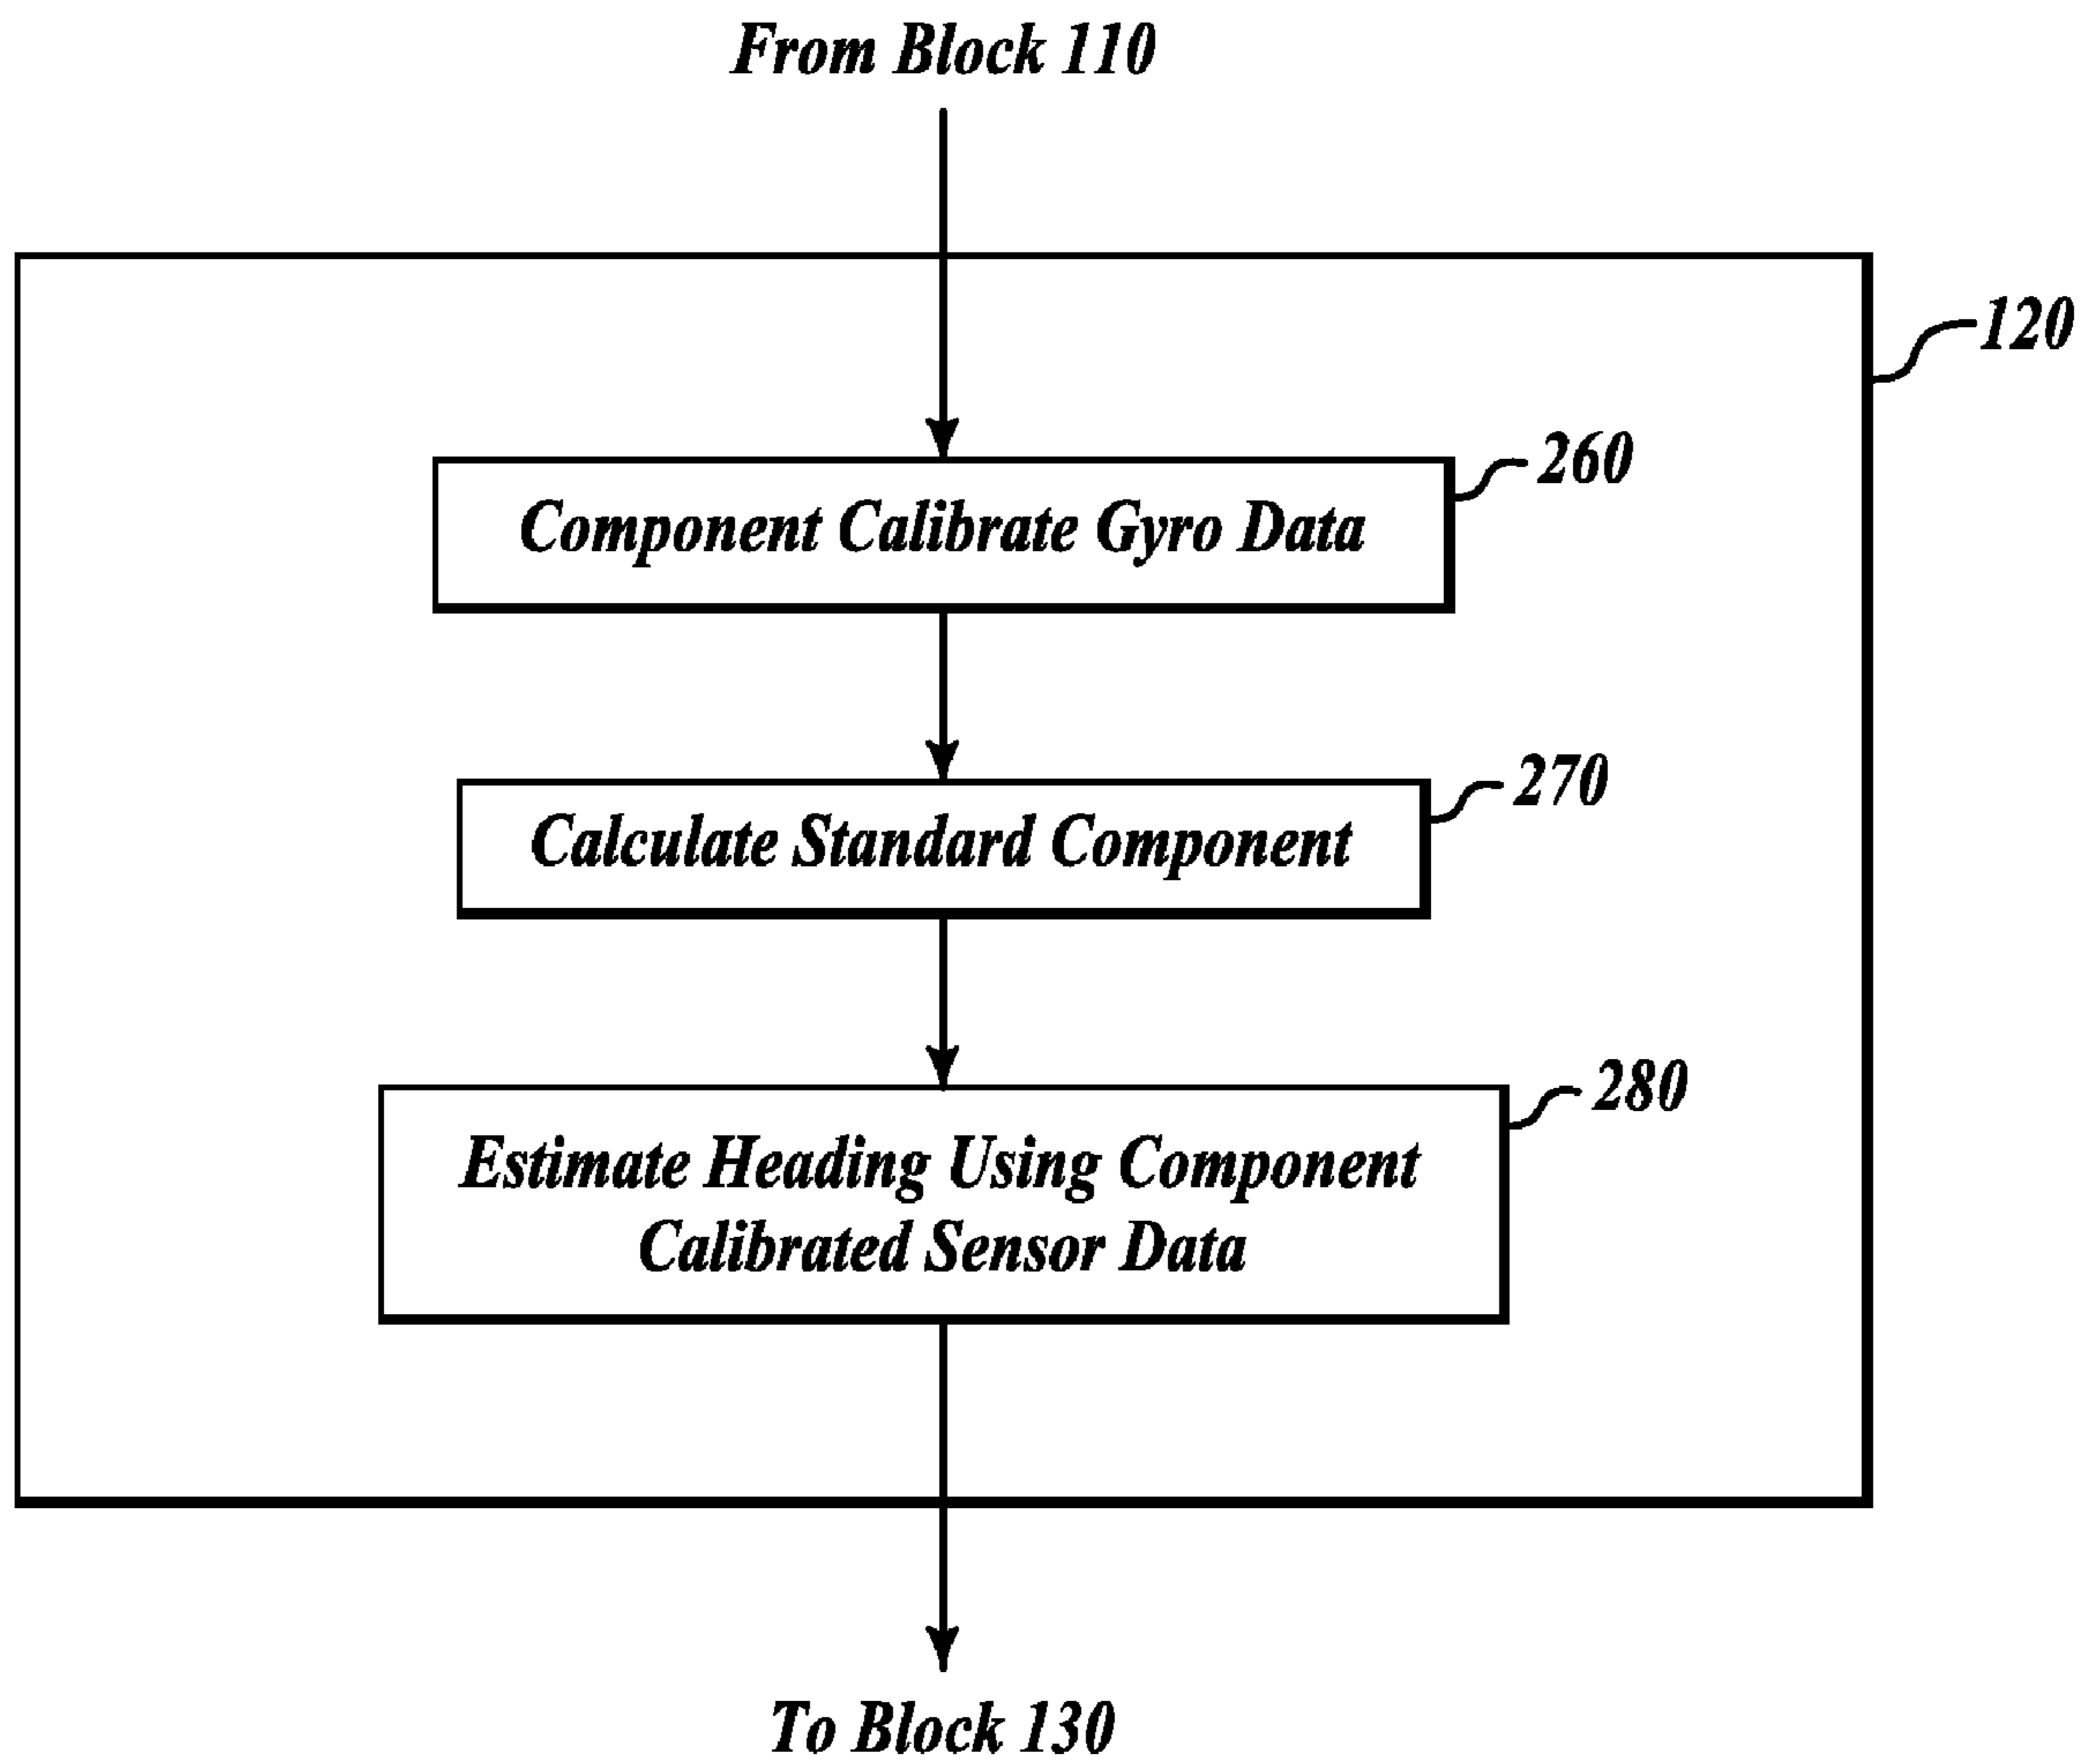 From Block 110
120
260
Component Calibrate Gyro Data
270
Calculate Standard Component
280
Estimate Heading Using Component
Calibrated Sensor Data
To Block 130